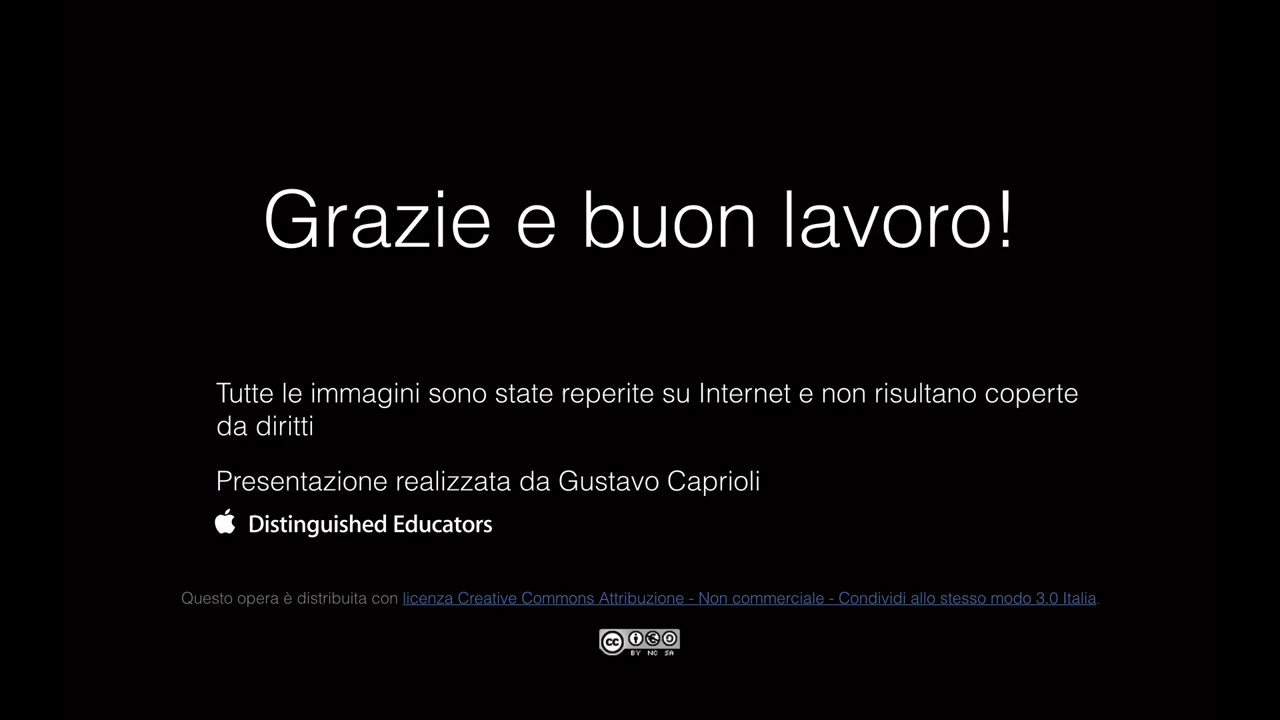 Grazie e buon lavoro!
Tutte le immagini sono state reperite su Internet e non risultano coperte
da diritti
Presentazione realizzata da Gustavo Caprioli
Distinguished Educators
Questo opera è distribuita con licenza Creative Commons Attribuzione - Non commerciale - Condividi allo stesso modo 3.0 Italia.
cc
BY NC SA